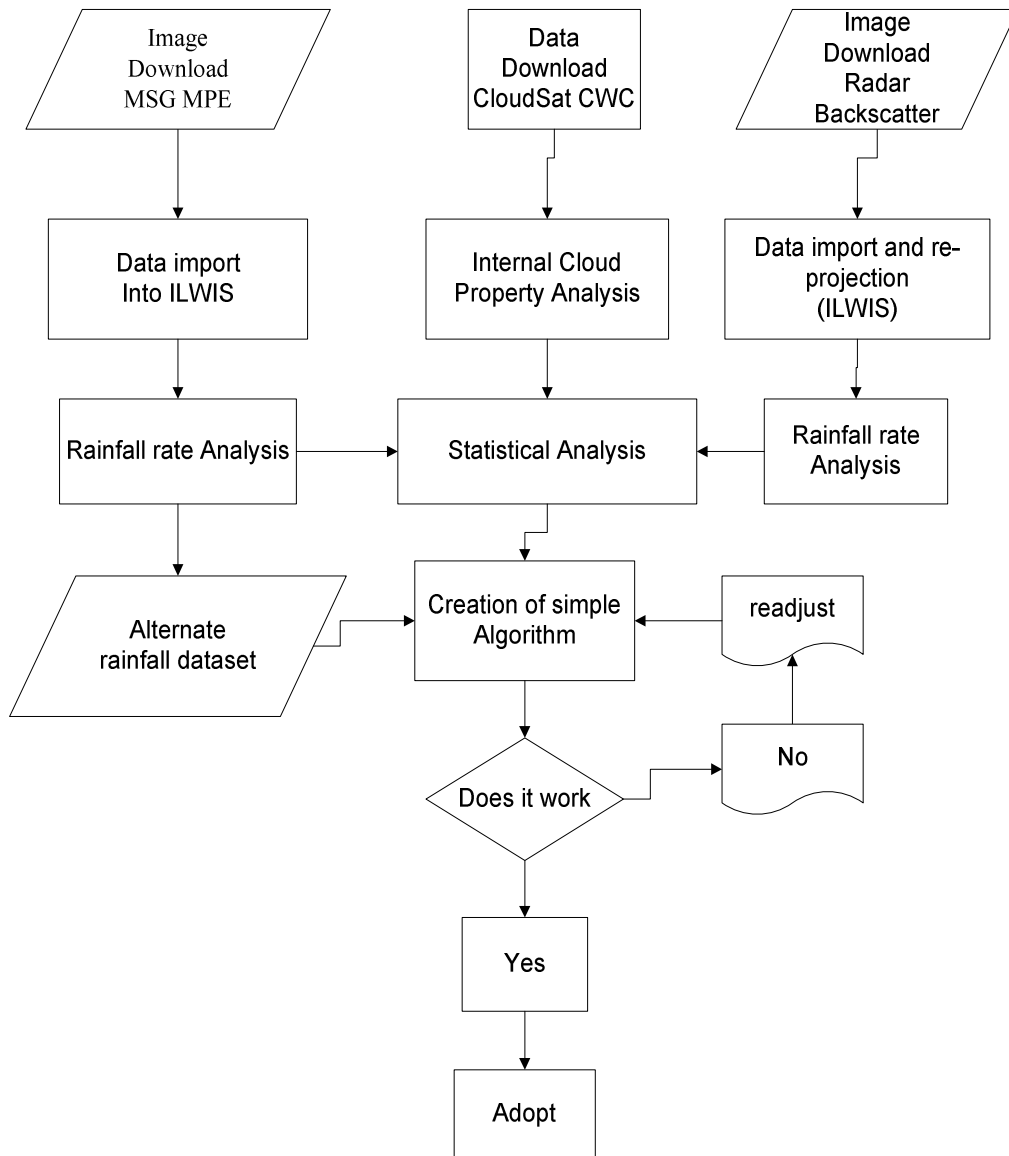 Image
Download
MSG MPE
Data
Download
CloudSat CWC
Image
Download
Radar
Backscatter
Data import
Into ILWIS
Internal Cloud
Property Analysis
Data import and re-
projection
(ILWIS)
Rainfall rate Analysis
Statistical Analysis
Rainfall rate
Analysis
Alternate
rainfall dataset
Creation of simple
Algorithm
readjust
Does it work
No
Yes
Adopt